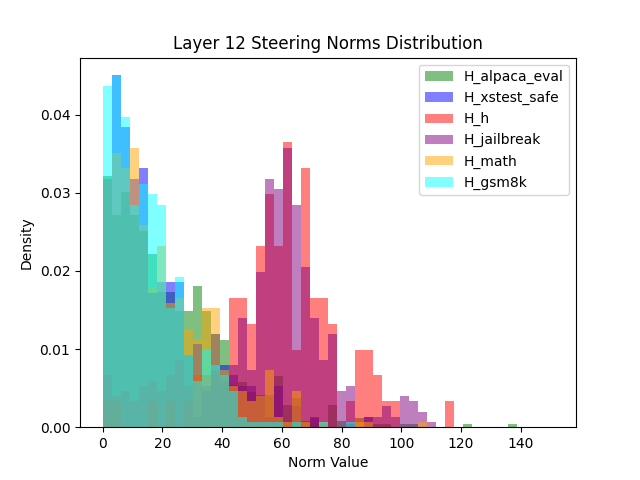 Layer 12 Steering Norms Distribution
H_alpaca_eval
H_xstest_safe
H_h
H_jailbreak
H_math
H_gsm8k
Density
0.04
0.03
0.02
0.01
0.00
0 20 40 60 80 100 120 140
Norm Value